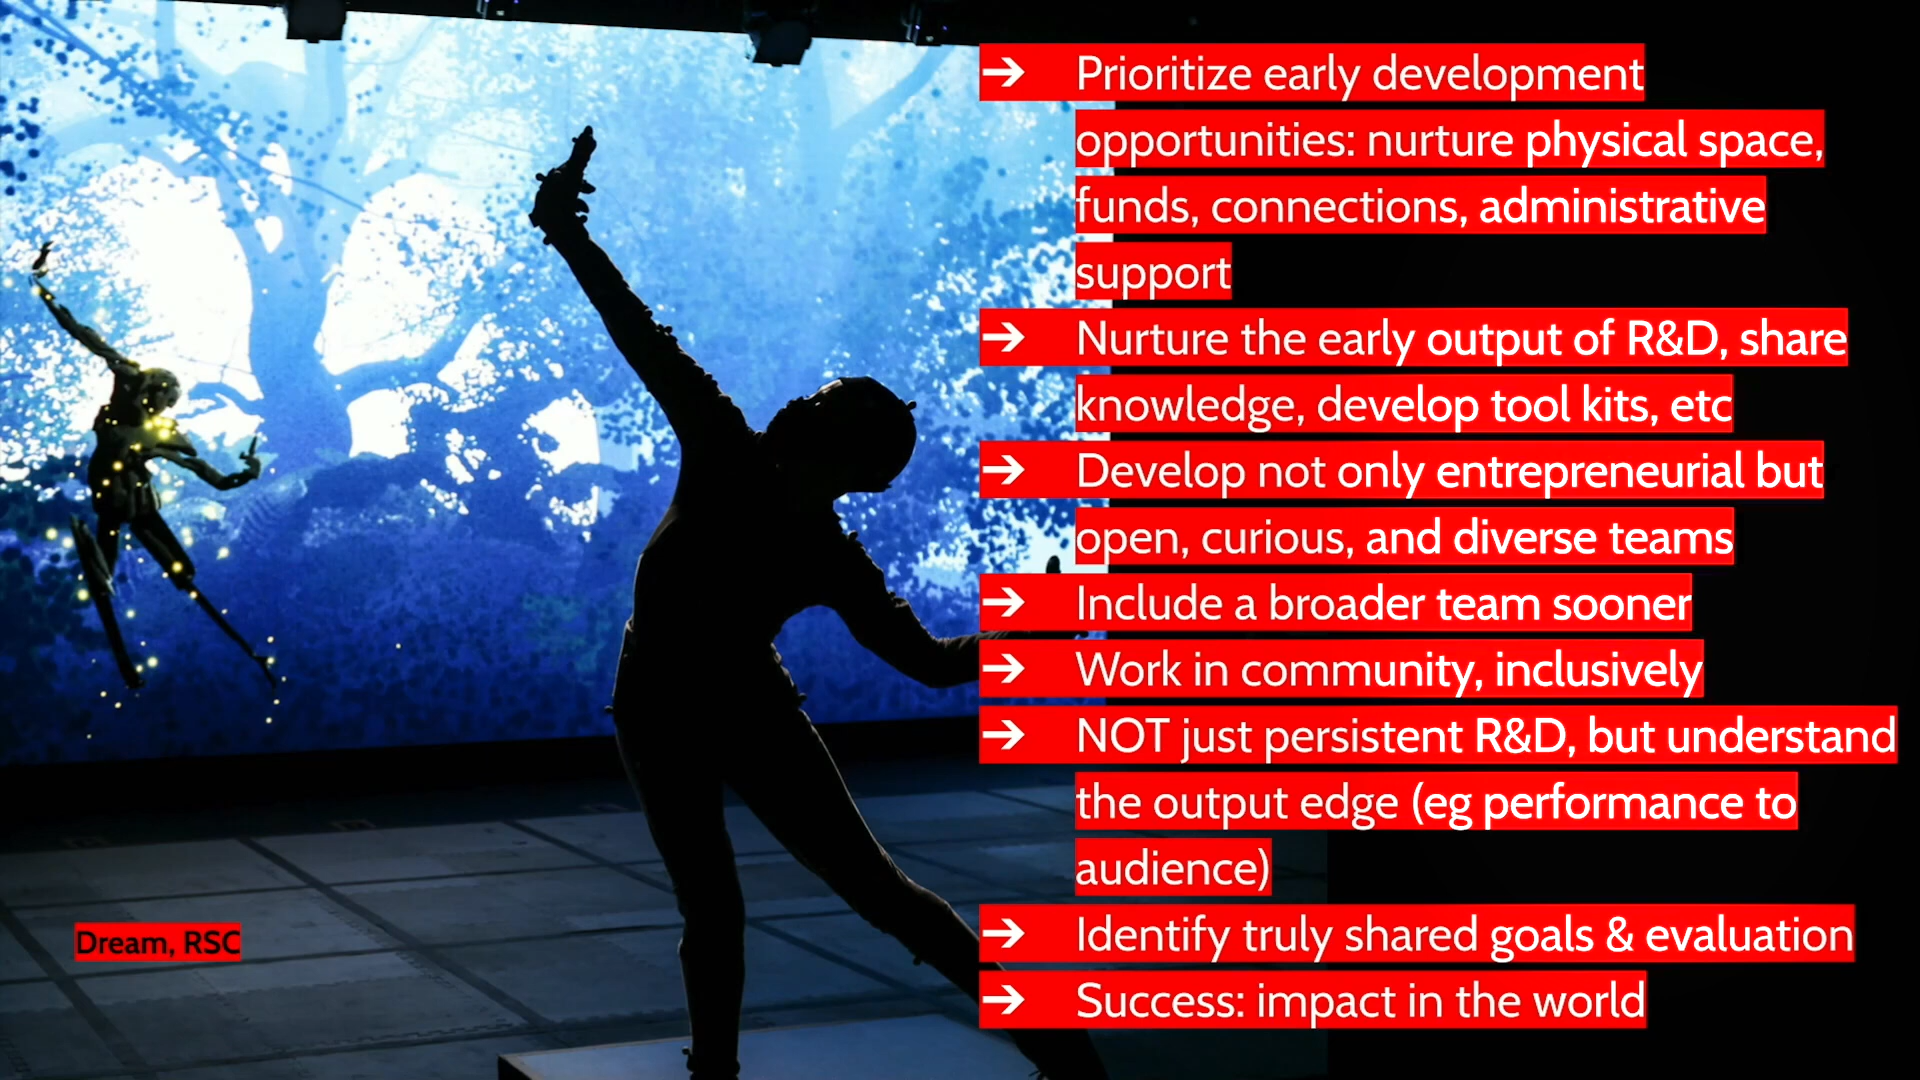 ➔ Prioritize early development
opportunities: nurture physical space,
funds, connections, administrative
support
➔ Nurture the early output of R&D, share
knowledge, develop tool kits, etc
➔ Develop not only entrepreneurial but
open, curious, and diverse teams
➔ Include a broader team sooner
➔ Work in community, inclusively
➔ NOT just persistent R&D, but understand
the output edge (eg performance to
audience)
➔ Identify truly shared goals & evaluation
➔ Success: impact in the world
Dream, RSC